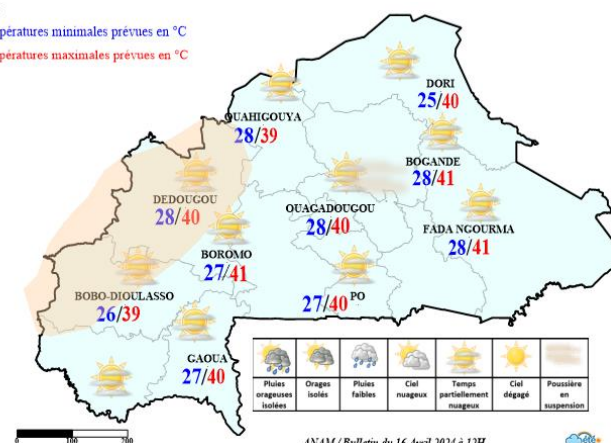 pératures minimales prévues en °C
pératures maximales prévues en °C
DORI
25/40
OUAHIGOUYA
28/39
BOGANDE
28/41
DEDOUGOU
28/40
OUAGADOUGOU
28/40
FADA NGOURMA
28/41
BOROMO
27/41
BOBO-DIOULASSO
26/39
PO
27/40
GAOUA
27/40
Pluies orageuses isolées
Orages isolés
Pluies faibles
Ciel nuageux
Temps partiellement nuageux
Ciel dégagé
Poussière en suspension
0 100 200
ANAM / Bulletin du 16 Avril 2024 à 12H